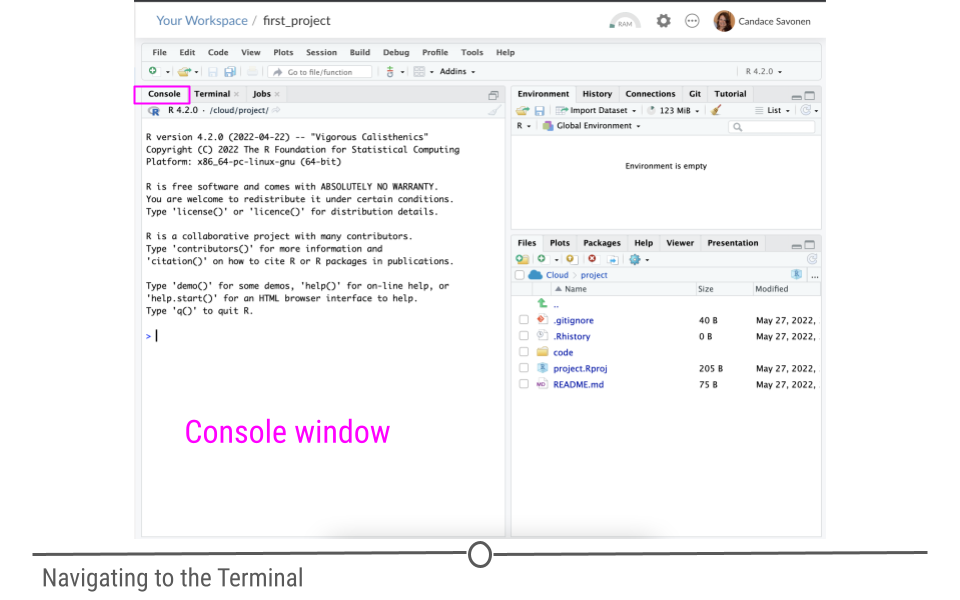 Your Workspace / first_project
RAM
Candace Savonen
File Edit Code View Plots Session Build Debug Profile Tools Help
Go to file/function
Addins
R 4.2.0
Console Terminal × Jobs ×
R 4.2.0 · /cloud/project/
R version 4.2.0 (2022-04-22) -- "Vigorous Calisthenics"
Copyright (C) 2022 The R Foundation for Statistical Computing
Platform: x86_64-pc-linux-gnu (64-bit)
R is free software and comes with ABSOLUTELY NO WARRANTY.
You are welcome to redistribute it under certain conditions.
Type 'license()' or 'licence()' for distribution details.
R is a collaborative project with many contributors.
Type 'contributors()' for more information and
'citation()' on how to cite R or R packages in publications.
Type 'demo()' for some demos, 'help()' for on-line help, or
'help.start()' for an HTML browser interface to help.
Type 'q()' to quit R.
>
Console window
Environment History Connections Git Tutorial
Import Dataset 123 MiB List
R Global Environment
Environment is empty
Files Plots Packages Help Viewer Presentation
Cloud project R ...
Name Size Modified
..
.gitignore 40 B May 27, 2022,
.Rhistory 0 B May 27, 2022,
code
project.Rproj 205 B May 27, 2022,
README.md 75 B May 27, 2022,
Navigating to the Terminal